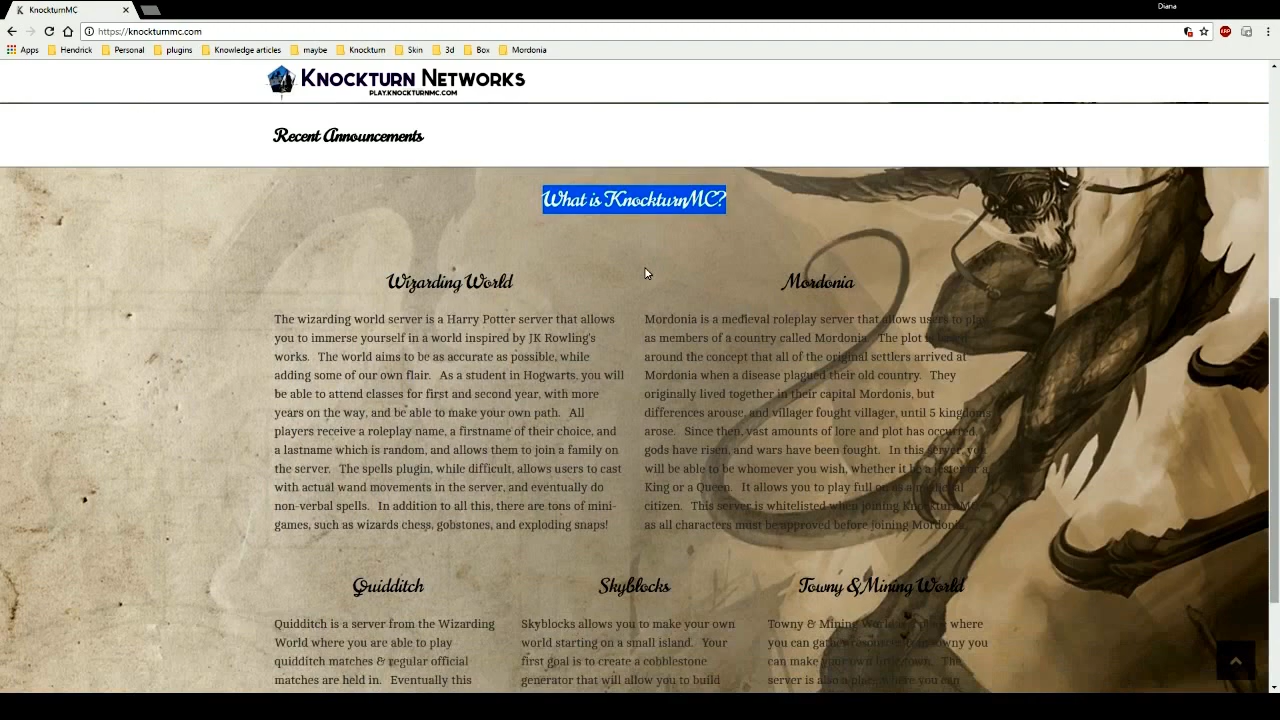 Diana
KnockturnMC
https://knockturnmc.com
Apps Hendrick Personal plugins Knowledge articles maybe Knockturn Skin 3d Box Mordonia
Knockturn Networks
play.knockturnmc.com
Recent Announcements
What is KnockturnMC?
Wizarding World
The wizarding world server is a Harry Potter server that allows
you to immerse yourself in a world inspired by JK Rowling's
works. The world aims to be as accurate as possible, while
adding some of our own flair. As a student in Hogwarts, you will
be able to attend classes for first and second year, with more
years on the way, and be able to make your own path. All
players receive a roleplay name, a firstname of their choice, and
a lastname which is random, and allows them to join a family on
the server. The spells plugin, while difficult, allows users to cast
with actual wand movements in the server, and eventually do
non-verbal spells. In addition to all this, there are tons of mini-
games, such as wizards chess, gobstones, and exploding snaps!
Mordonia
Mordonia is a medieval roleplay server that allows users to play
as members of a country called Mordonia. The plot is based
around the concept that all of the original settlers arrived at
Mordonia when a disease plagued their old country. They
originally lived together in their capital Mordonis, but
differences arouse, and villager fought villager, until 5 kingdoms
arose. Since then, vast amounts of lore and plot has occurred,
gods have risen, and wars have been fought. In this server, you
will be able to be whomever you wish, whether it be a jester or a
King or a Queen. It allows you to play full on as a medieval
citizen. This server is whitelisted when joining KnockturnMC
as all characters must be approved before joining Mordonia.
Quidditch
Quidditch is a server from the Wizarding
World where you are able to play
quidditch matches & regular official
matches are held in. Eventually this
Skyblocks
Skyblocks allows you to make your own
world starting on a small island. Your
first goal is to create a cobblestone
generator that will allow you to build
Towny & Mining World
Towny & Mining World is a place where
you can gather resources. In towny you
can make your own little town. The
server is also a place where you can